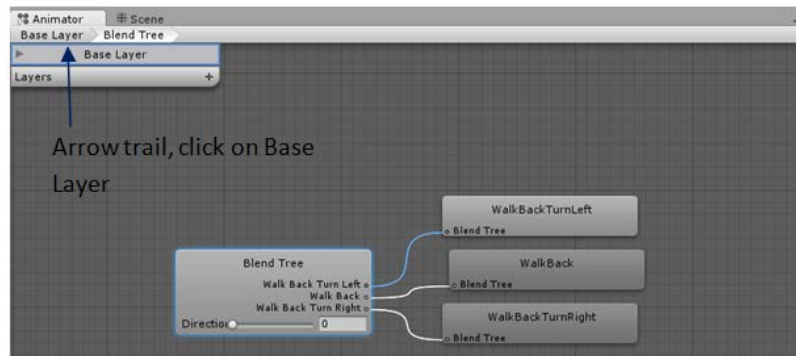 Animator
Scene
Base Layer
Blend Tree
Base Layer
Layers
+
Arrow trail, click on Base
Layer
WalkBackTurnLeft
Blend Tree
Blend Tree
Walk Back Turn Left
Walk Back
Walk Back Turn Right
Direction
0
WalkBack
Blend Tree
WalkBackTurnRight
Blend Tree